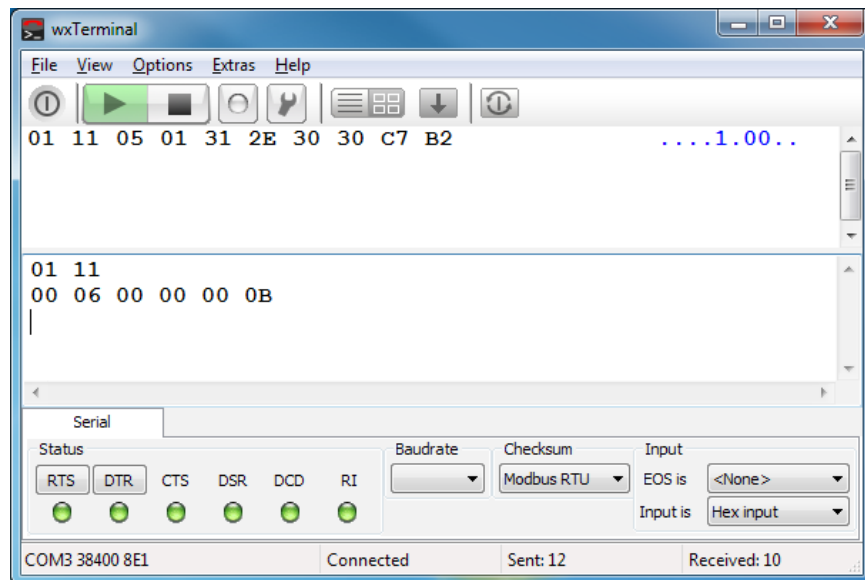 wxTerminal
File View Options Extras Help
01 11 05 01 31 2E 30 30 C7 B2 ....1.00..
01 11
00 06 00 00 00 0B
Serial
Status Baudrate Checksum Input
RTS DTR CTS DSR DCD RI Modbus RTU EOS is <None>
Input is Hex input
COM3 38400 8E1 Connected Sent: 12 Received: 10